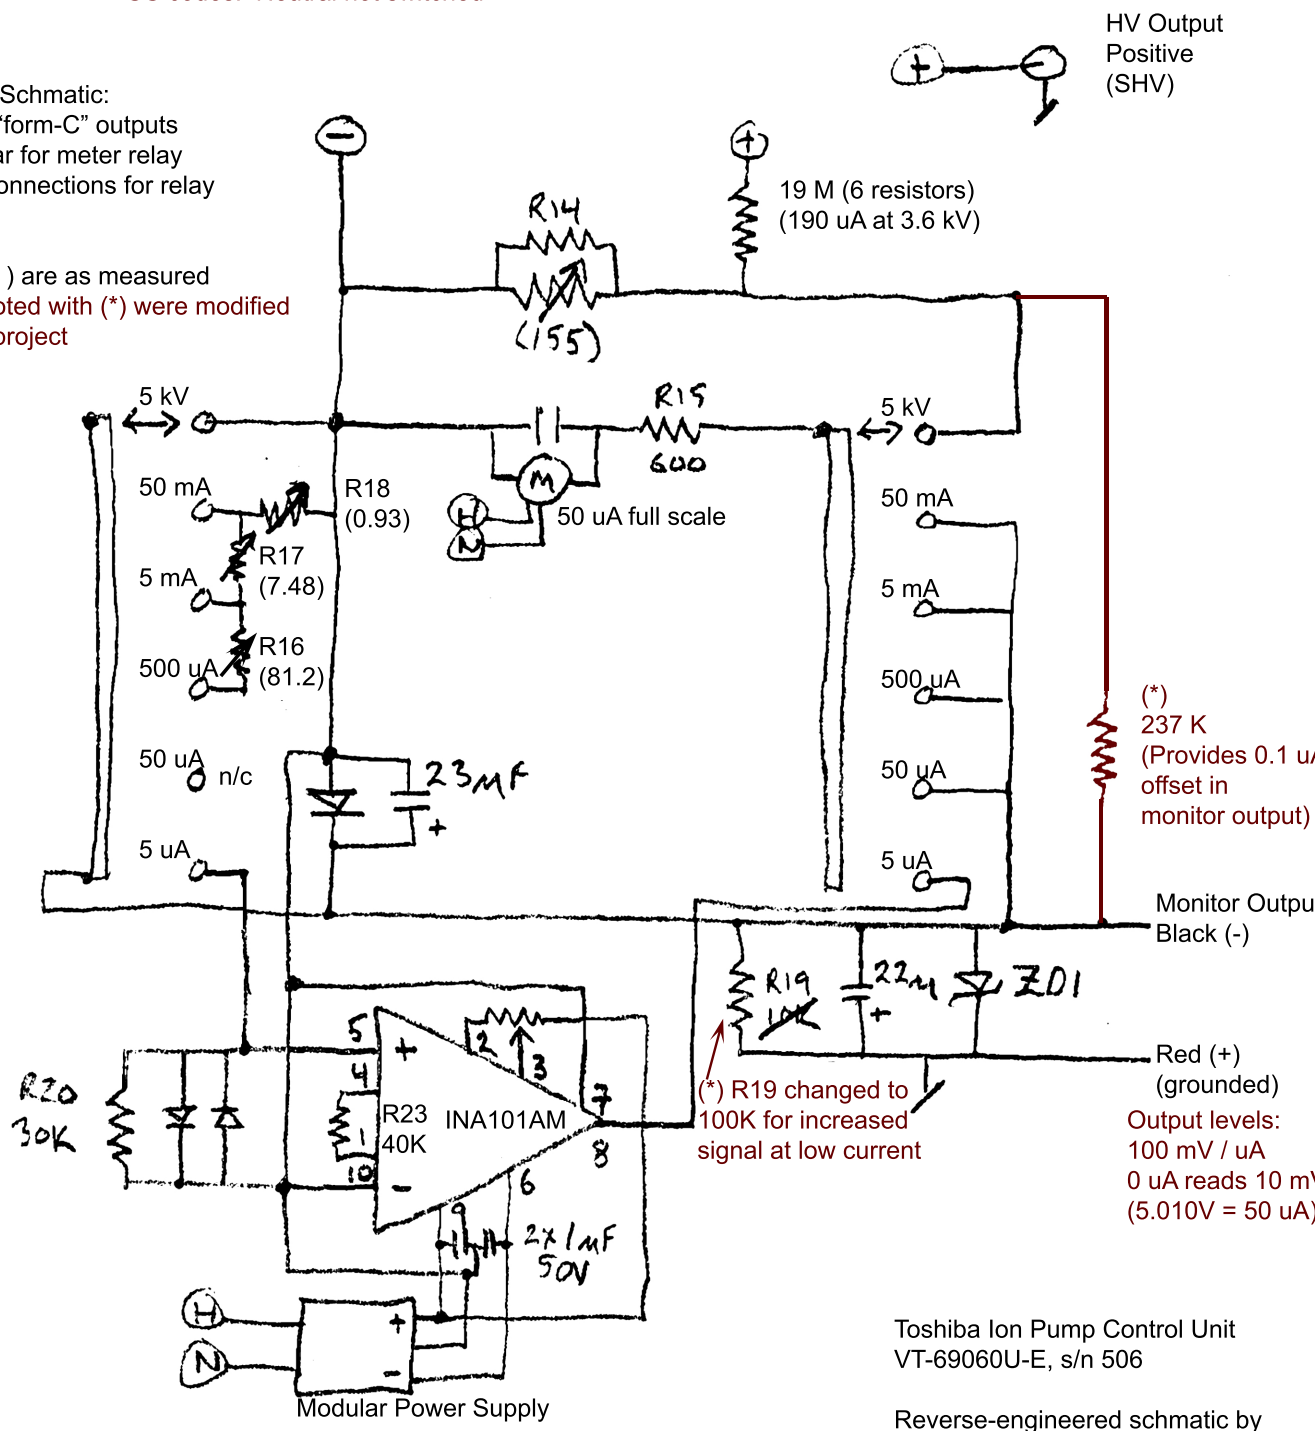 HV Output
Positive
(SHV)
+
Schmatic:
"form-C" outputs
for meter relay
for relay
−
+
19 M (6 resistors)
(190 uA at 3.6 kV)
R14
(155)
) are as measured
with (*) were modified
project
5 kV
R15
600
5 kV
M
H
N
50 uA full scale
50 mA
R18
(0.93)
R17
(7.48)
5 mA
R16
(81.2)
500 uA
50 uA
n/c
5 uA
50 mA
5 mA
500 uA
50 uA
5 uA
23µF
+
(*)
237 K
(Provides 0.1
offset in
monitor output)
Monitor
Black (-)
R19
10K
22µ
+
ZD1
Red (+)
(grounded)
(*) R19 changed to
100K for increased
signal at low current
Output levels:
100 mV / uA
0 uA reads 10
(5.010V = 50 uA)
R20
30K
5
+
4
R23
40K
1
10
−
2
3
INA101AM
7
8
6
9
2x1µF
50V
H
N
+
−
Modular Power Supply
Toshiba Ion Pump Control Unit
VT-69060U-E, s/n 506
Reverse-engineered schmatic by